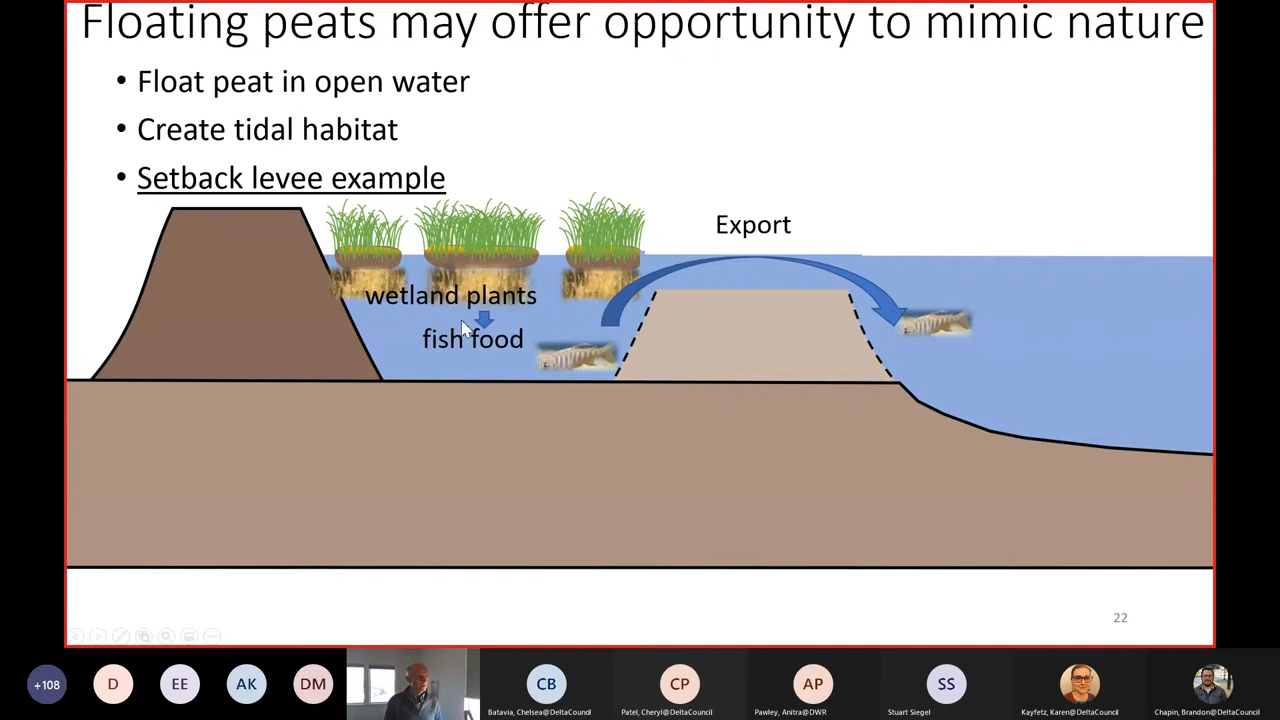 Floating peats may offer opportunity to mimic nature
• Float peat in open water
• Create tidal habitat
• Setback levee example
Export
wetland plants
fish food
22
+108
D
EE
AK
DM
CB
CP
AP
SS
Batavia, Chelsea@DeltaCouncil
Patel, Cheryl@DeltaCouncil
Pawley, Anitra@DWR
Stuart Siegel
Kayfetz, Karen@DeltaCouncil
Chapin, Brandon@DeltaCouncil